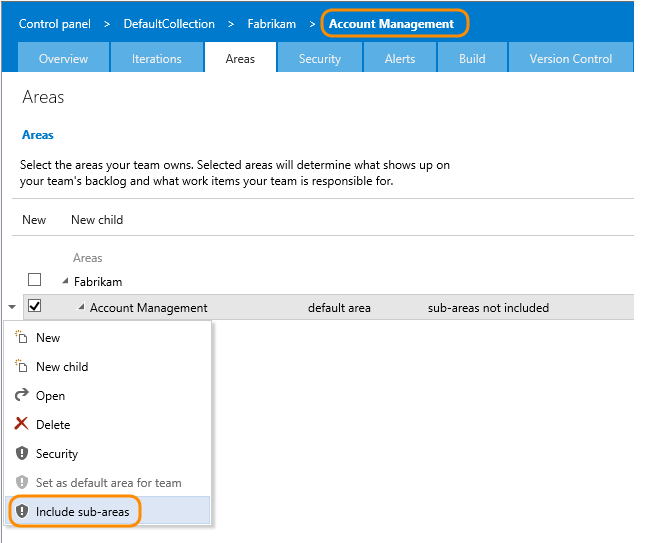 Control panel > DefaultCollection > Fabrikam > Account Management
Overview Iterations Areas Security Alerts Build Version Control
Areas
Areas
Select the areas your team owns. Selected areas will determine what shows up on
your team's backlog and what work items your team is responsible for.
New New child
Areas
Fabrikam
Account Management default area sub-areas not included
New
New child
Open
Delete
Security
Set as default area for team
Include sub-areas